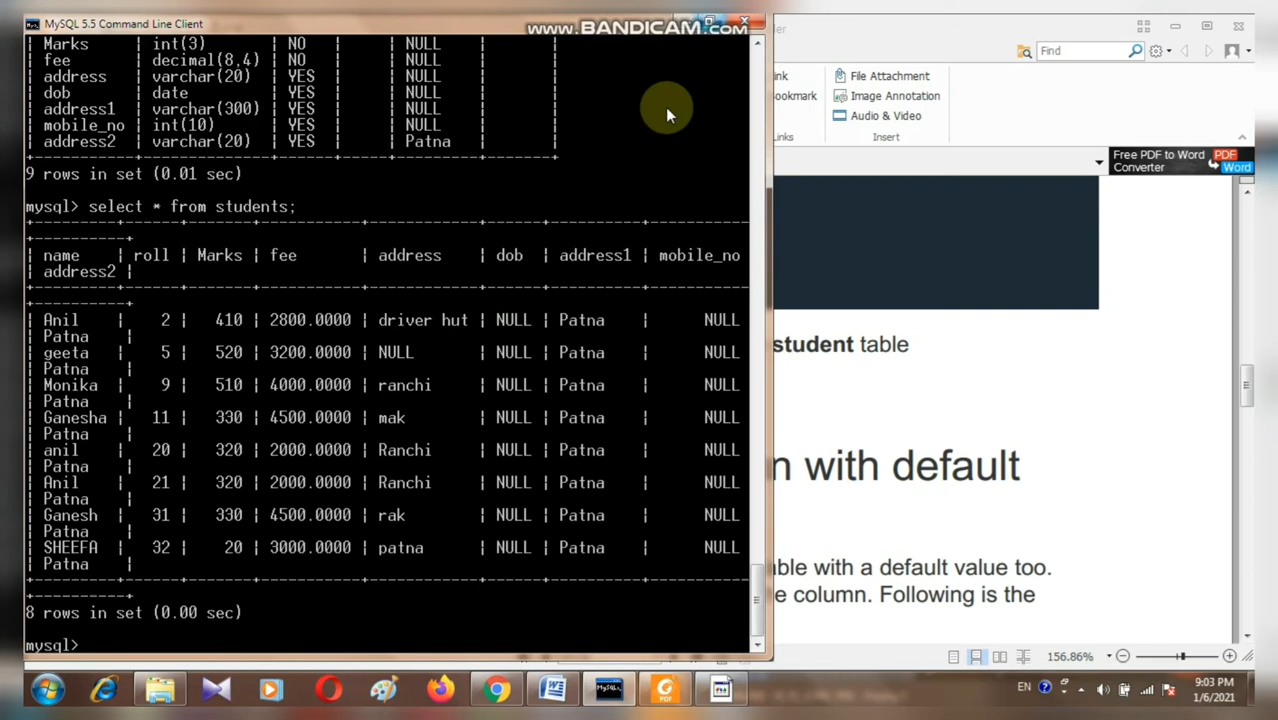 MySQL 5.5 Command Line Client
www.BANDICAM.com
| Marks | int(3) | NO | | NULL | |
| fee | decimal(8,4) | NO | | NULL | |
| address | varchar(20) | YES | | NULL | |
| dob | date | YES | | NULL | |
| address1 | varchar(300) | YES | | NULL | |
| mobile_no | int(10) | YES | | NULL | |
| address2 | varchar(20) | YES | | Patna | |
9 rows in set (0.01 sec)
mysql> select * from students;
| name | roll | Marks | fee | address | dob | address1 | mobile_no
| address2 |
| Anil | 2 | 410 | 2800.0000 | driver hut | NULL | Patna | NULL
| Patna |
| geeta | 5 | 520 | 3200.0000 | NULL | NULL | Patna | NULL
| Patna |
| Monika | 9 | 510 | 4000.0000 | ranchi | NULL | Patna | NULL
| Patna |
| Ganesha | 11 | 330 | 4500.0000 | mak | NULL | Patna | NULL
| Patna |
| anil | 20 | 320 | 2000.0000 | Ranchi | NULL | Patna | NULL
| Patna |
| Anil | 21 | 320 | 2000.0000 | Ranchi | NULL | Patna | NULL
| Patna |
| Ganesh | 31 | 330 | 4500.0000 | rak | NULL | Patna | NULL
| Patna |
| SHEEFA | 32 | 20 | 3000.0000 | patna | NULL | Patna | NULL
| Patna |
8 rows in set (0.00 sec)
mysql>
der
Find
ink
File Attachment
ookmark
Image Annotation
Audio & Video
Links
Insert
Free PDF to Word
Converter
PDF
Word
student table
n with default
ble with a default value too.
e column. Following is the
156.86%
EN
9:03 PM
1/6/2021